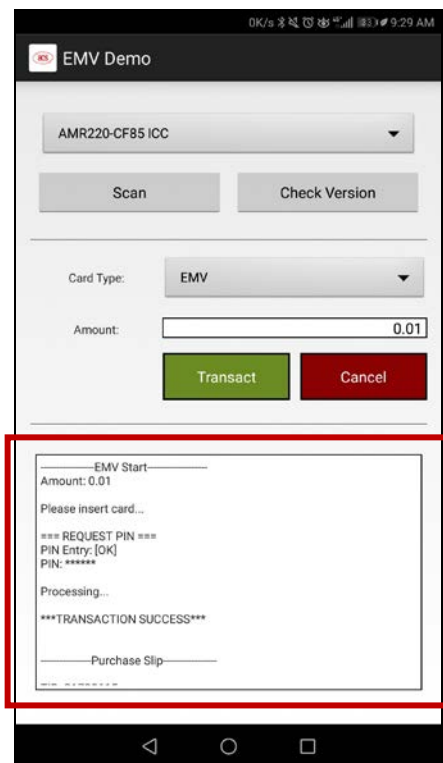 0K/s 9:29 AM
ACS EMV Demo
AMR220-CF85 ICC
Scan Check Version
Card Type: EMV
Amount: 0.01
Transact Cancel
------------EMV Start------------
Amount: 0.01
Please insert card...
=== REQUEST PIN ===
PIN Entry: [OK]
PIN: ******
Processing...
***TRANSACTION SUCCESS***
-----------Purchase Slip-----------